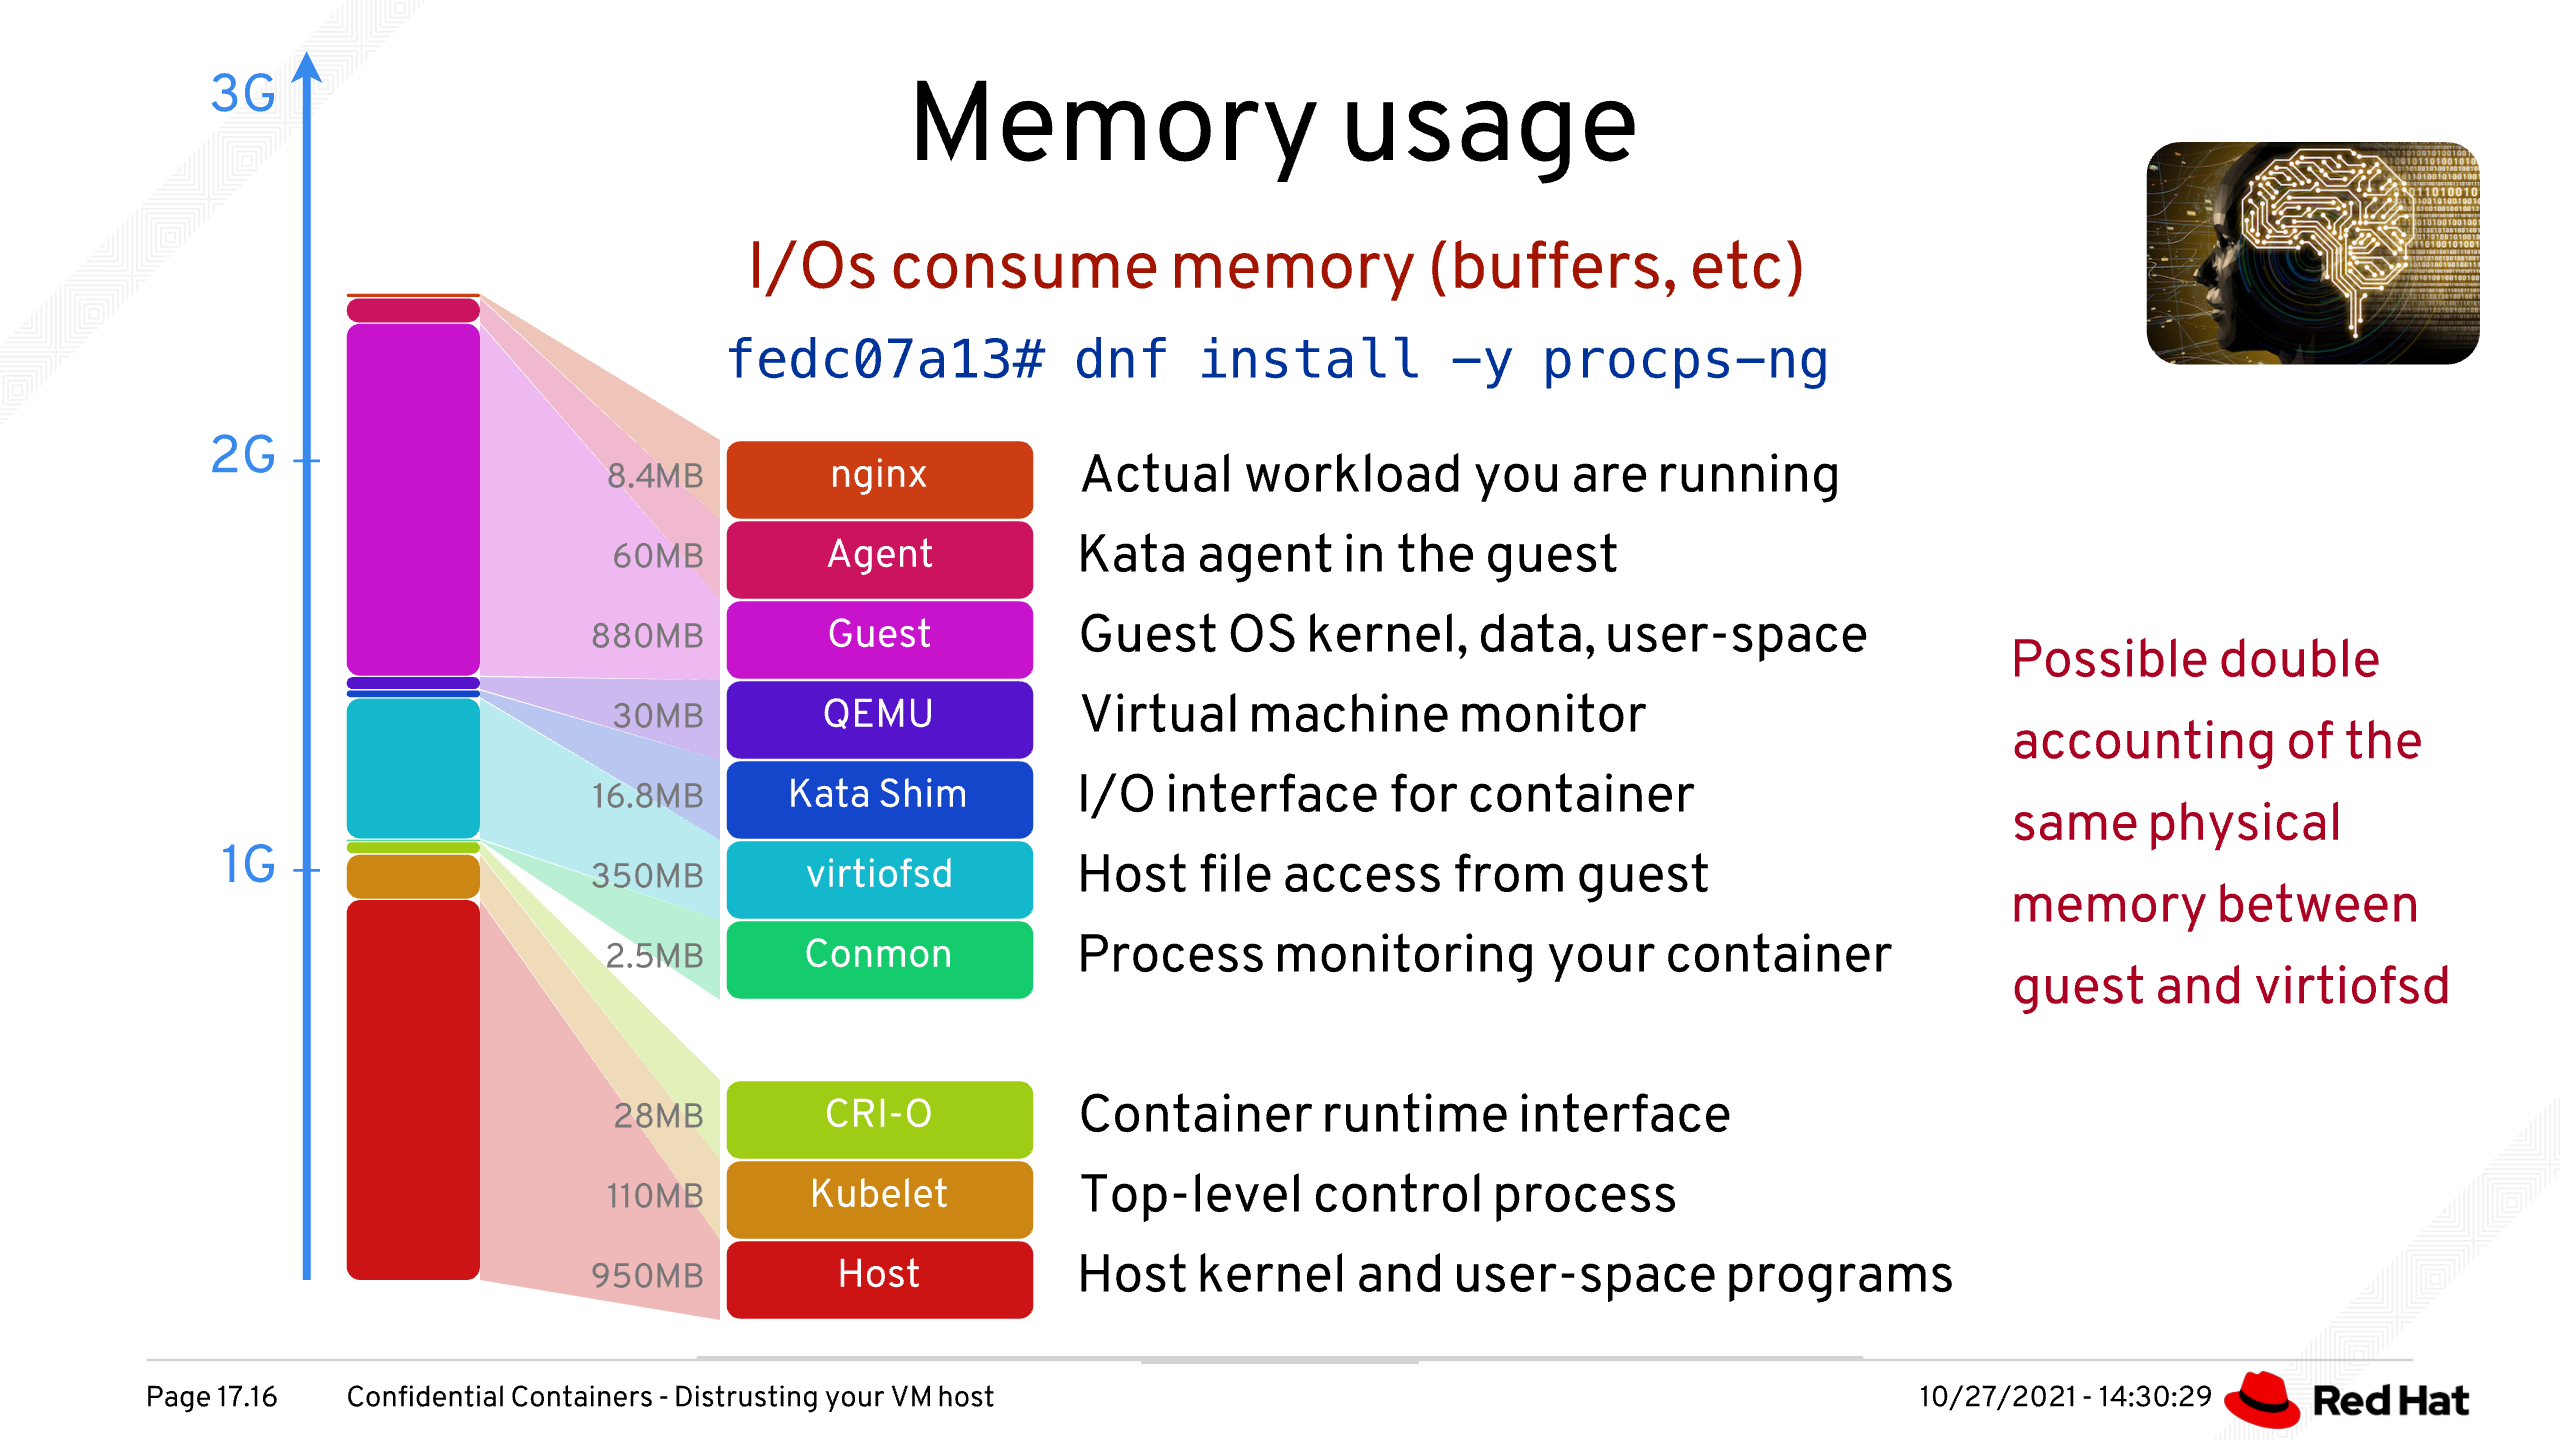 Memory usage
I/Os consume memory (buffers, etc)
fedc07a13# dnf install -y procps-ng
3G
2G
1G
8.4MB nginx Actual workload you are running
60MB Agent Kata agent in the guest
880MB Guest Guest OS kernel, data, user-space
30MB QEMU Virtual machine monitor
16.8MB Kata Shim I/O interface for container
350MB virtiofsd Host file access from guest
2.5MB Conmon Process monitoring your container
28MB CRI-O Container runtime interface
110MB Kubelet Top-level control process
950MB Host Host kernel and user-space programs
Possible double
accounting of the
same physical
memory between
guest and virtiofsd
Page 17.16 Confidential Containers - Distrusting your VM host 10/27/2021 - 14:30:29 Red Hat